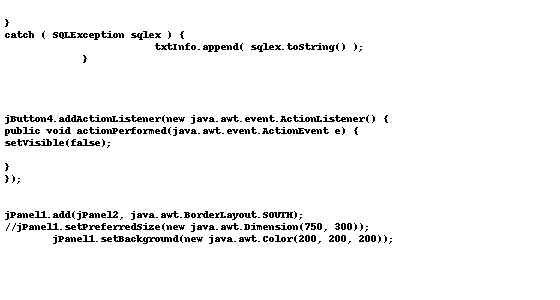 }
catch ( SQLException sqlex ) {
txtInfo.append( sqlex.toString() );
}
jButton4.addActionListener(new java.awt.event.ActionListener() {
public void actionPerformed(java.awt.event.ActionEvent e) {
setVisible(false);
}
});
jPanel1.add(jPanel2, java.awt.BorderLayout.SOUTH);
//jPanel1.setPreferredSize(new java.awt.Dimension(750, 300));
jPanel1.setBackground(new java.awt.Color(200, 200, 200));